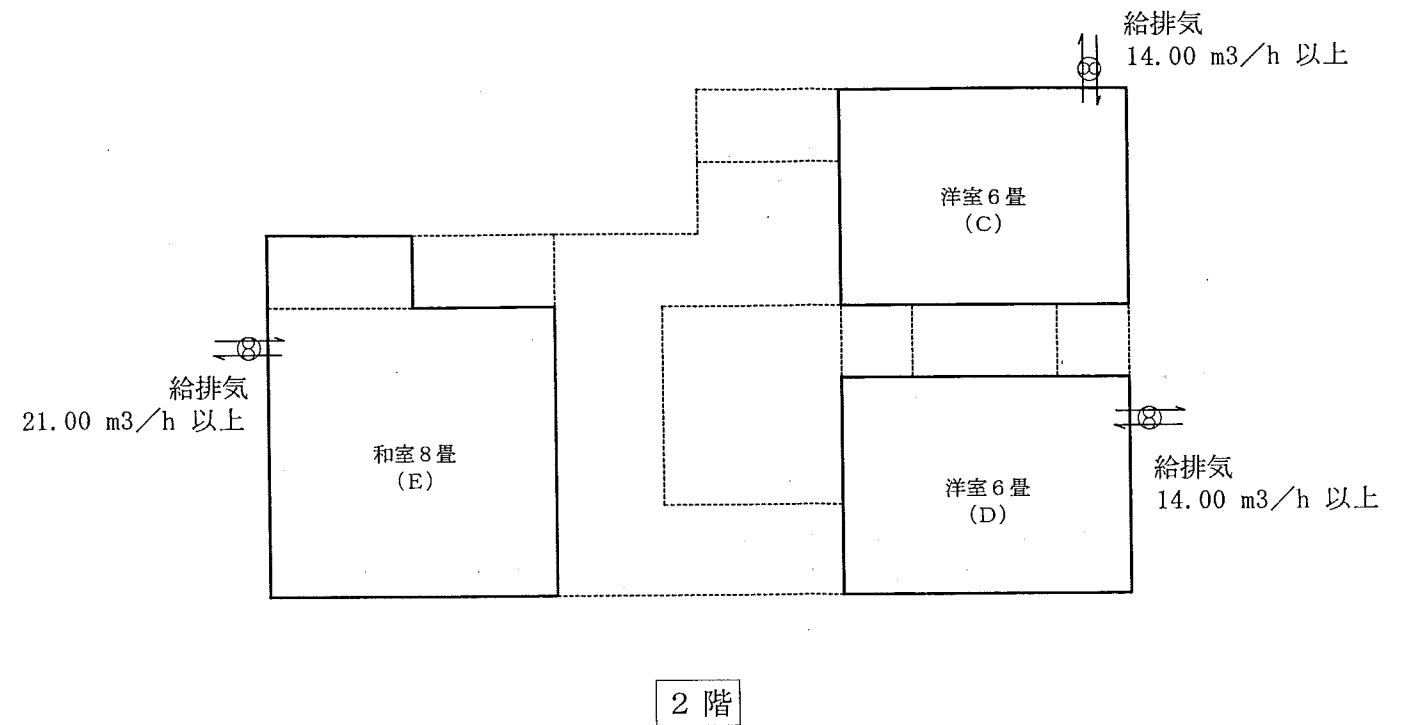 給排気
14.00 m3／h 以上
洋室６畳
（C）
給排気
21.00 m3／h 以上
和室８畳
（E）
洋室６畳
（D）
給排気
14.00 m3／h 以上
２ 階